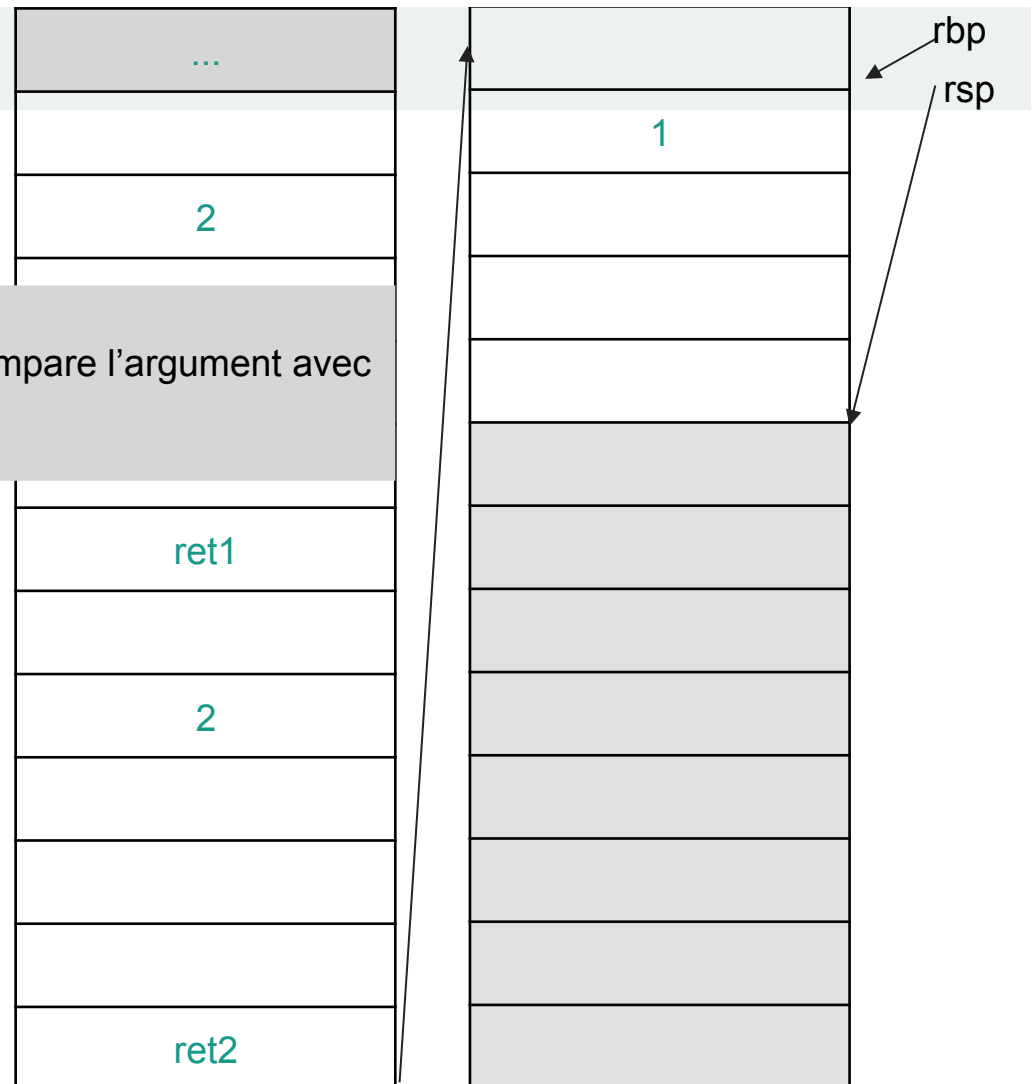 ...
2
mpare l’argument avec
ret1
2
ret2
1
rbp
rsp